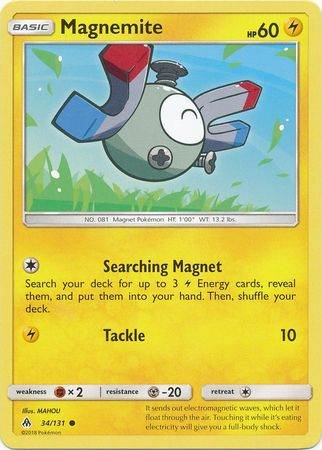 BASIC Magnemite HP60
NO. 081 Magnet Pokémon HT. 1'00" WT. 13.2 lbs.
Searching Magnet
Search your deck for up to 3 Energy cards, reveal
them, and put them into your hand. Then, shuffle your
deck.
Tackle 10
weakness × 2 resistance -20 retreat
Illus. MAHOU
34/131
©2018 Pokémon
It sends out electromagnetic waves, which let it
float through the air. Touching it while it's eating
electricity will give you a full-body shock.